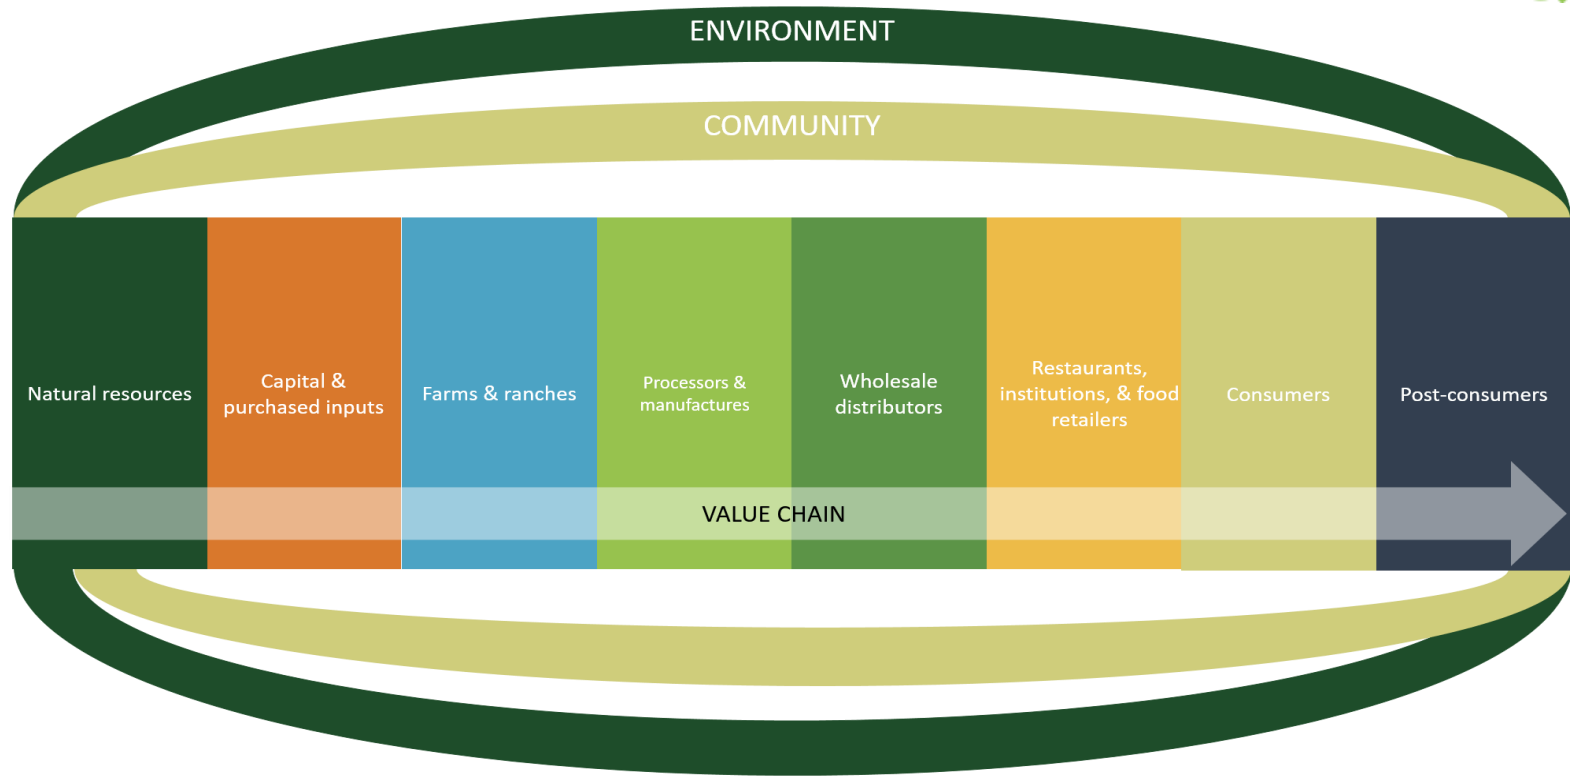 ENVIRONMENT
COMMUNITY
Natural resources
Capital &
purchased inputs
Farms & ranches
Processors &
manufactures
Wholesale
distributors
Restaurants,
institutions, & food
retailers
Consumers
Post-consumers
VALUE CHAIN